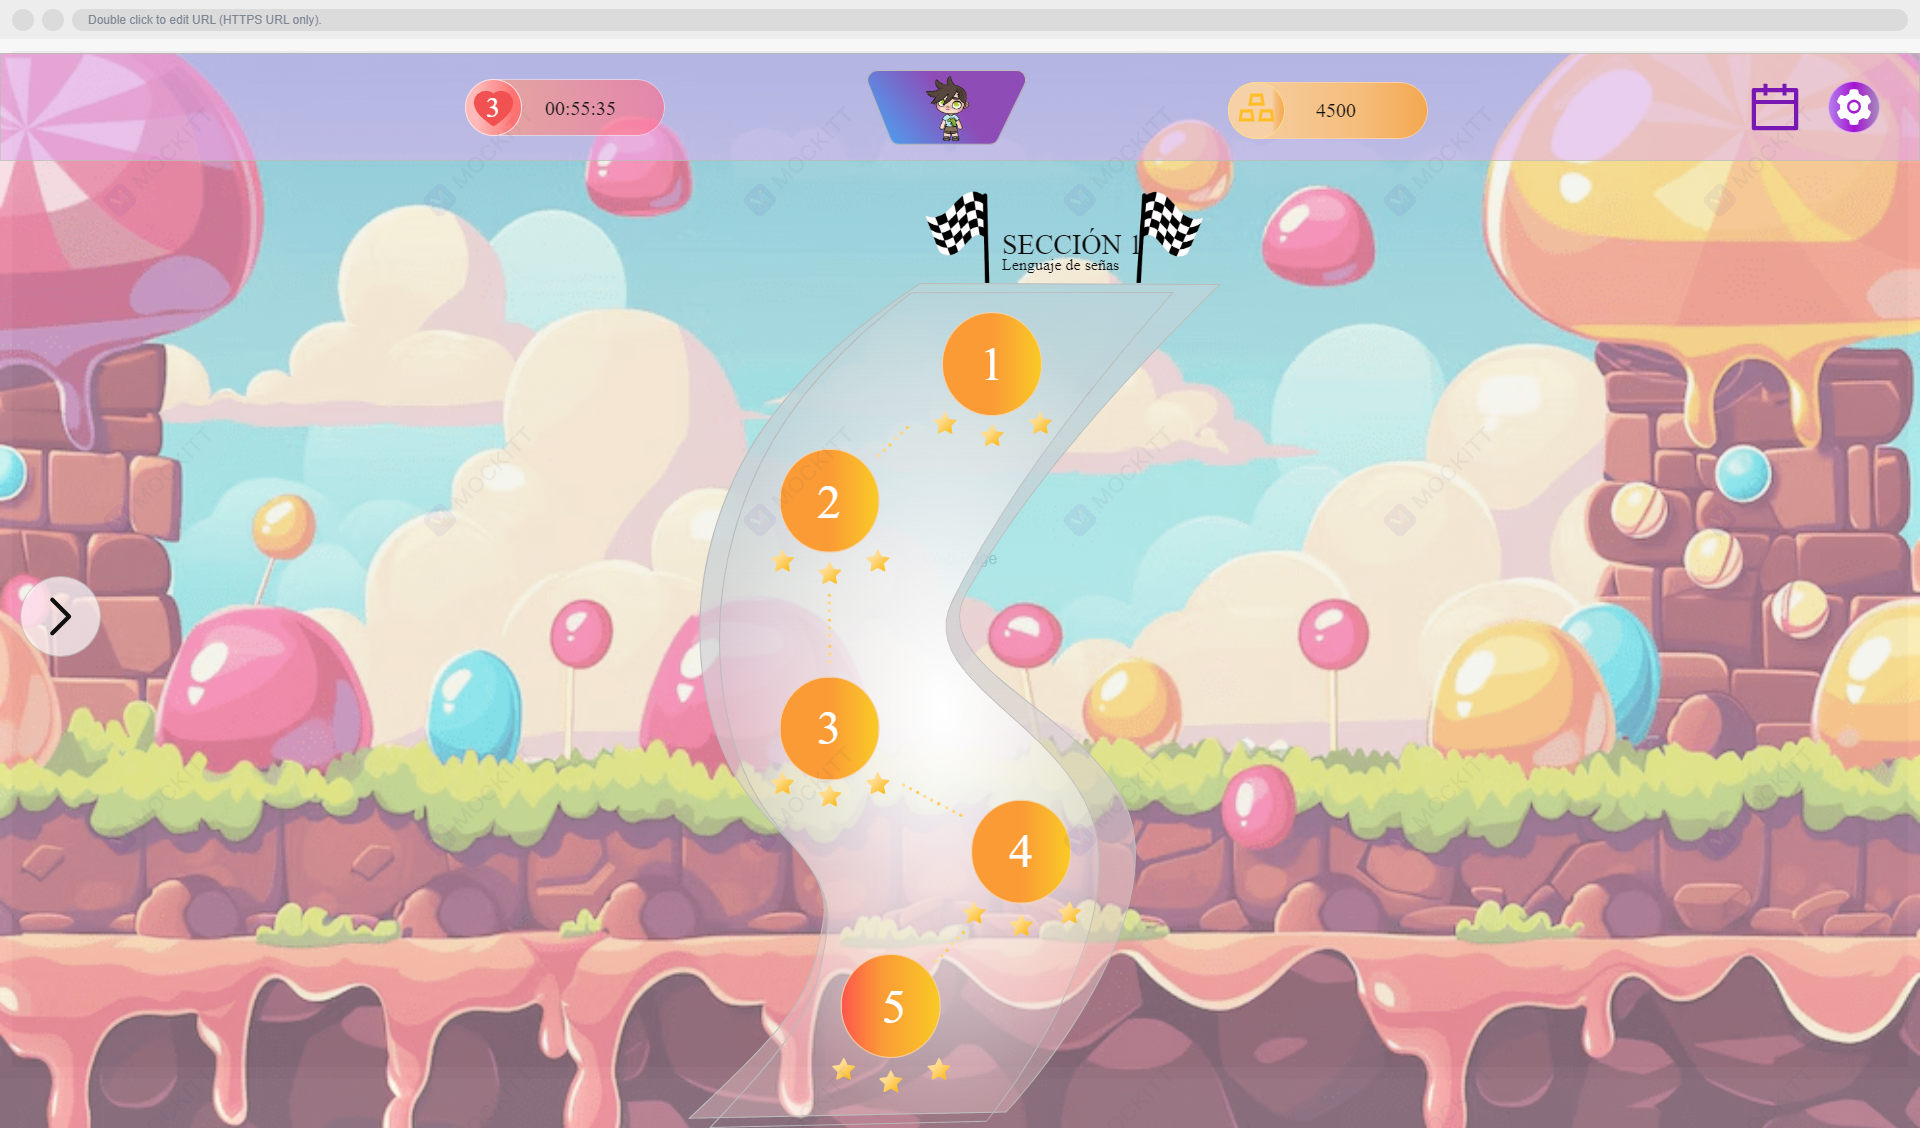 Double click to edit URL (HTTPS URL only).
3
00:55:35
4500
SECCIÓN 1
Lenguaje de señas
1
2
3
4
5
MOCKITT